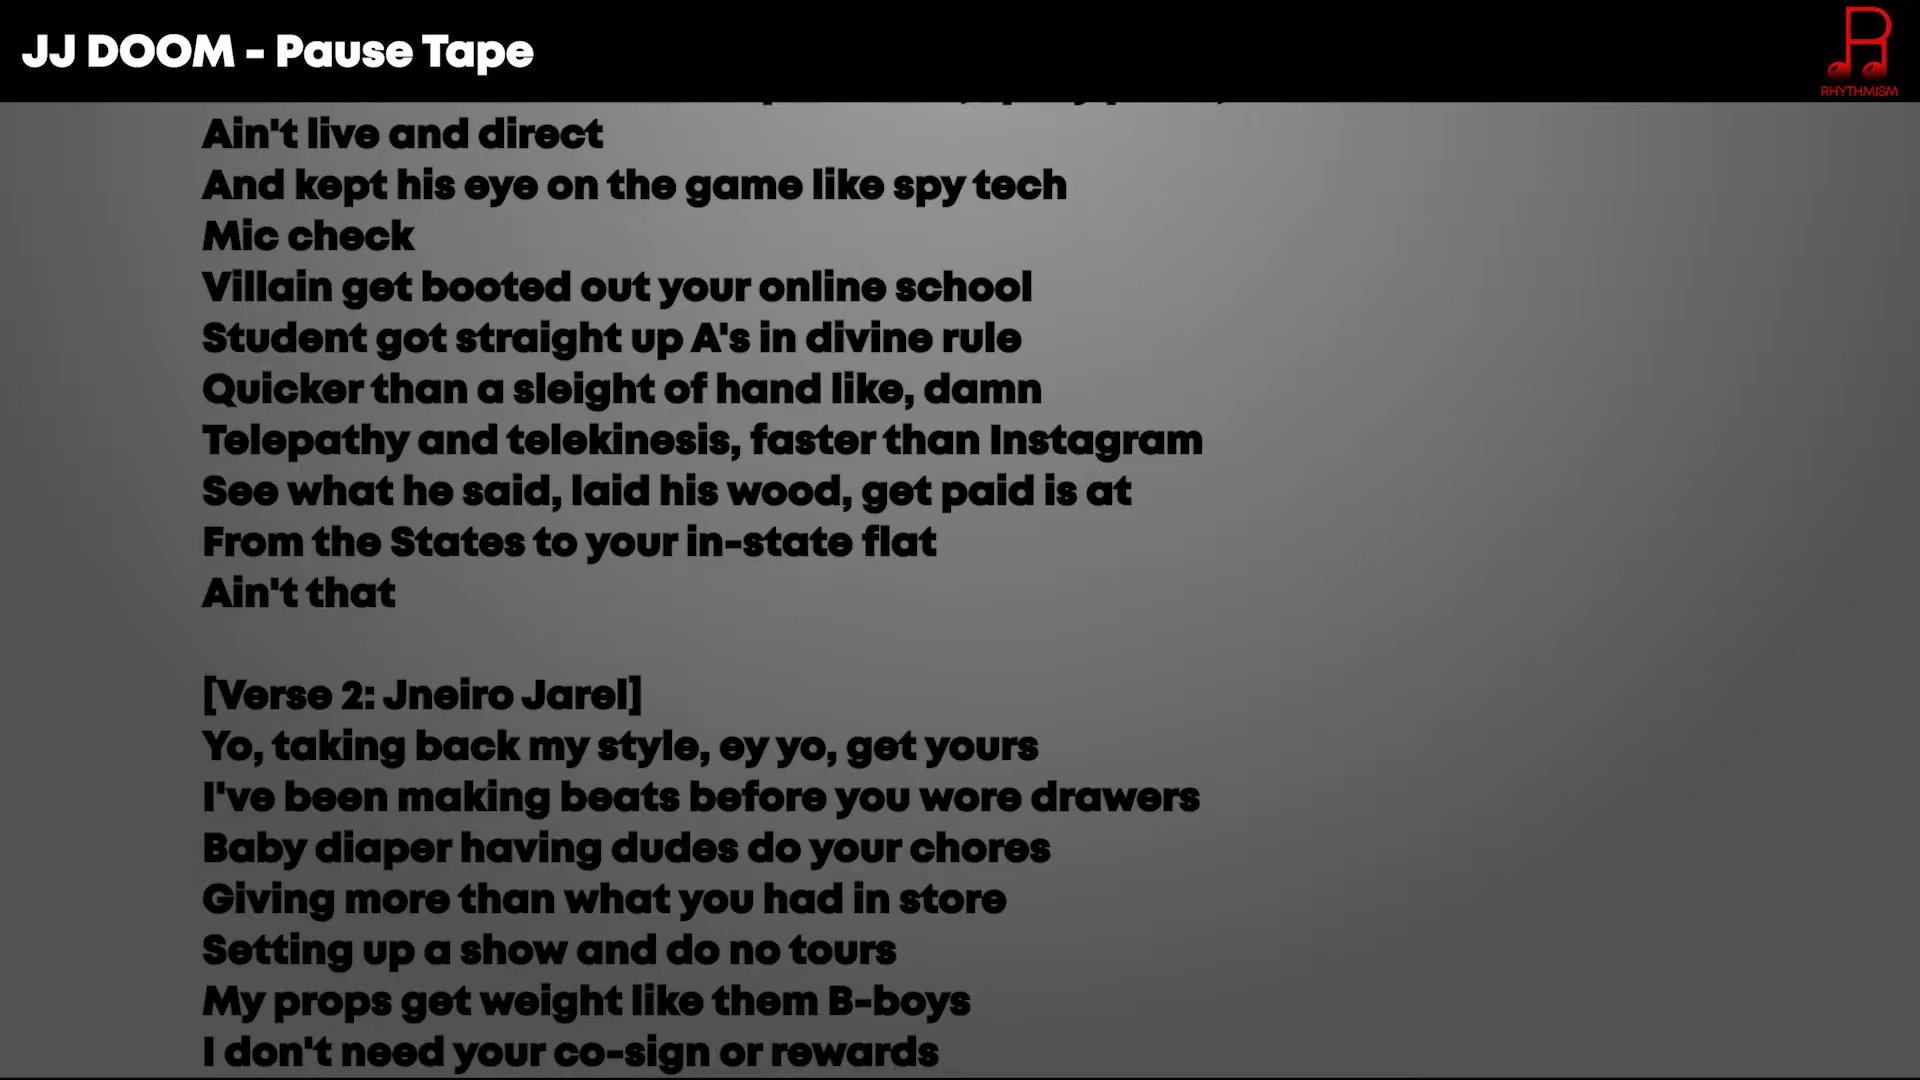 JJ DOOM - Pause Tape
RHYTHMISM
Ain't live and direct
And kept his eye on the game like spy tech
Mic check
Villain get booted out your online school
Student got straight up A's in divine rule
Quicker than a sleight of hand like, damn
Telepathy and telekinesis, faster than Instagram
See what he said, laid his wood, get paid is at
From the States to your in-state flat
Ain't that
[Verse 2: Jneiro Jarel]
Yo, taking back my style, ey yo, get yours
I've been making beats before you wore drawers
Baby diaper having dudes do your chores
Giving more than what you had in store
Setting up a show and do no tours
My props get weight like them B-boys
I don't need your co-sign or rewards